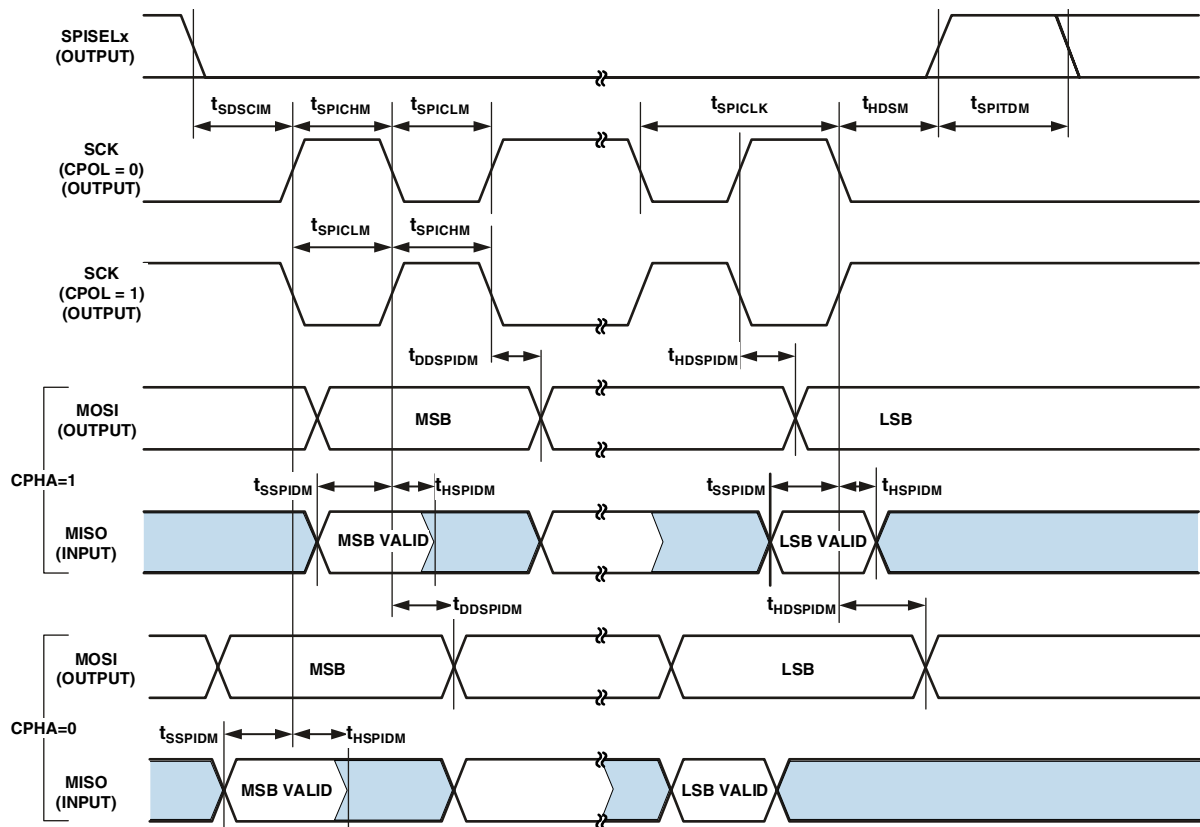 SPISELx
(OUTPUT)
tSDSCIM
tSPICHM
tSPICLM
tSPICLK
tHDSM
tSPITDM
SCK
(CPOL = 0)
(OUTPUT)
tSPICLM
tSPICHM
SCK
(CPOL = 1)
(OUTPUT)
tDDSPIDM
tHDSPIDM
MOSI
(OUTPUT)
MSB
LSB
CPHA=1
tSSPIDM
tHSPIDM
tSSPIDM
tHSPIDM
MISO
(INPUT)
MSB VALID
LSB VALID
tDDSPIDM
tHDSPIDM
MOSI
(OUTPUT)
MSB
LSB
CPHA=0
tSSPIDM
tHSPIDM
MISO
(INPUT)
MSB VALID
LSB VALID